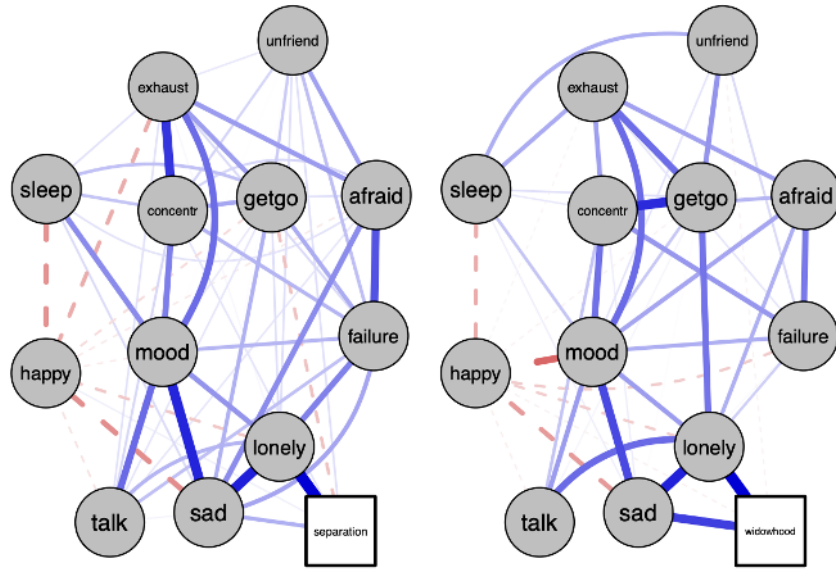 unfriend
exhaust
sleep
concentr
getgo
afraid
happy
mood
failure
lonely
talk
sad
separation
unfriend
exhaust
sleep
concentr
getgo
afraid
happy
mood
failure
lonely
talk
sad
widowhood